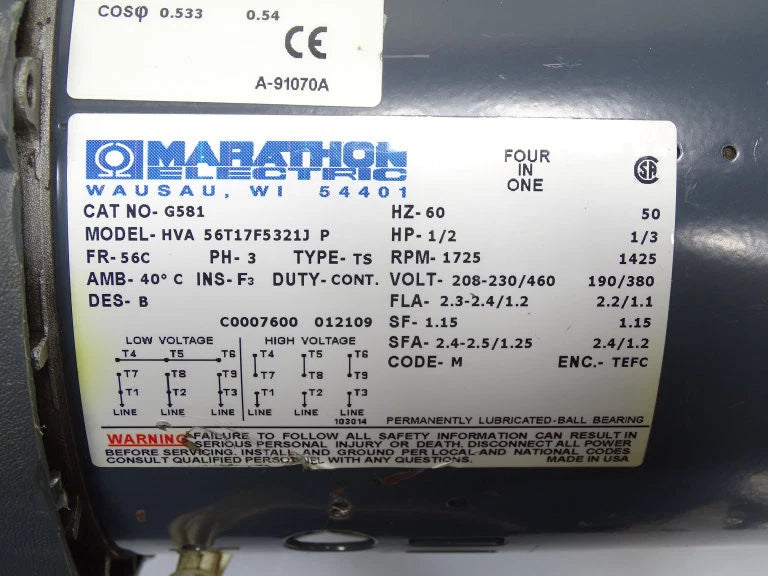 COSφ 0.533 0.54
CE
A-91070A
MARATHON
ELECTRIC
WAUSAU, WI 54401
FOUR
IN
ONE
SA
CAT NO- G581
MODEL- HVA 56T17F5321J P
FR- 56C PH- 3 TYPE- TS
AMB- 40° C INS- F3 DUTY- CONT.
DES- B
HZ- 60 50
HP- 1/2 1/3
RPM- 1725 1425
VOLT- 208-230/460 190/380
FLA- 2.3-2.4/1.2 2.2/1.1
SF- 1.15 1.15
SFA- 2.4-2.5/1.25 2.4/1.2
CODE- M ENC.- TEFC
C0007600 012109
LOW VOLTAGE HIGH VOLTAGE
T4 T5 T6 T4 T5 T6
T7 T8 T9 T7 T8 T9
T1 T2 T3 T1 T2 T3
LINE LINE LINE LINE LINE LINE
103014
PERMANENTLY LUBRICATED-BALL BEARING
WARNING FAILURE TO FOLLOW ALL SAFETY INFORMATION CAN RESULT IN
SERIOUS PERSONAL INJURY OR DEATH. DISCONNECT ALL POWER
BEFORE SERVICING. INSTALL AND GROUND PER LOCAL AND NATIONAL CODES
CONSULT QUALIFIED PERSONNEL WITH ANY QUESTIONS. MADE IN USA